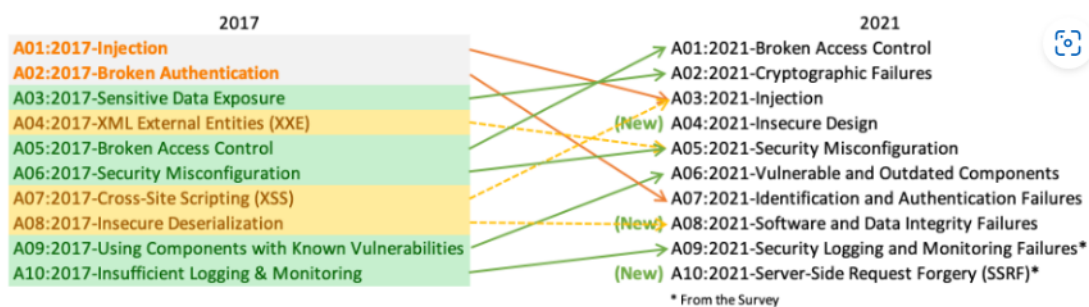 2017
A01:2017-Injection
A02:2017-Broken Authentication
A03:2017-Sensitive Data Exposure
A04:2017-XML External Entities (XXE)
A05:2017-Broken Access Control
A06:2017-Security Misconfiguration
A07:2017-Cross-Site Scripting (XSS)
A08:2017-Insecure Deserialization
A09:2017-Using Components with Known Vulnerabilities
A10:2017-Insufficient Logging & Monitoring
2021
A01:2021-Broken Access Control
A02:2021-Cryptographic Failures
A03:2021-Injection
(New) A04:2021-Insecure Design
A05:2021-Security Misconfiguration
A06:2021-Vulnerable and Outdated Components
A07:2021-Identification and Authentication Failures
(New) A08:2021-Software and Data Integrity Failures
A09:2021-Security Logging and Monitoring Failures*
(New) A10:2021-Server-Side Request Forgery (SSRF)*
* From the Survey